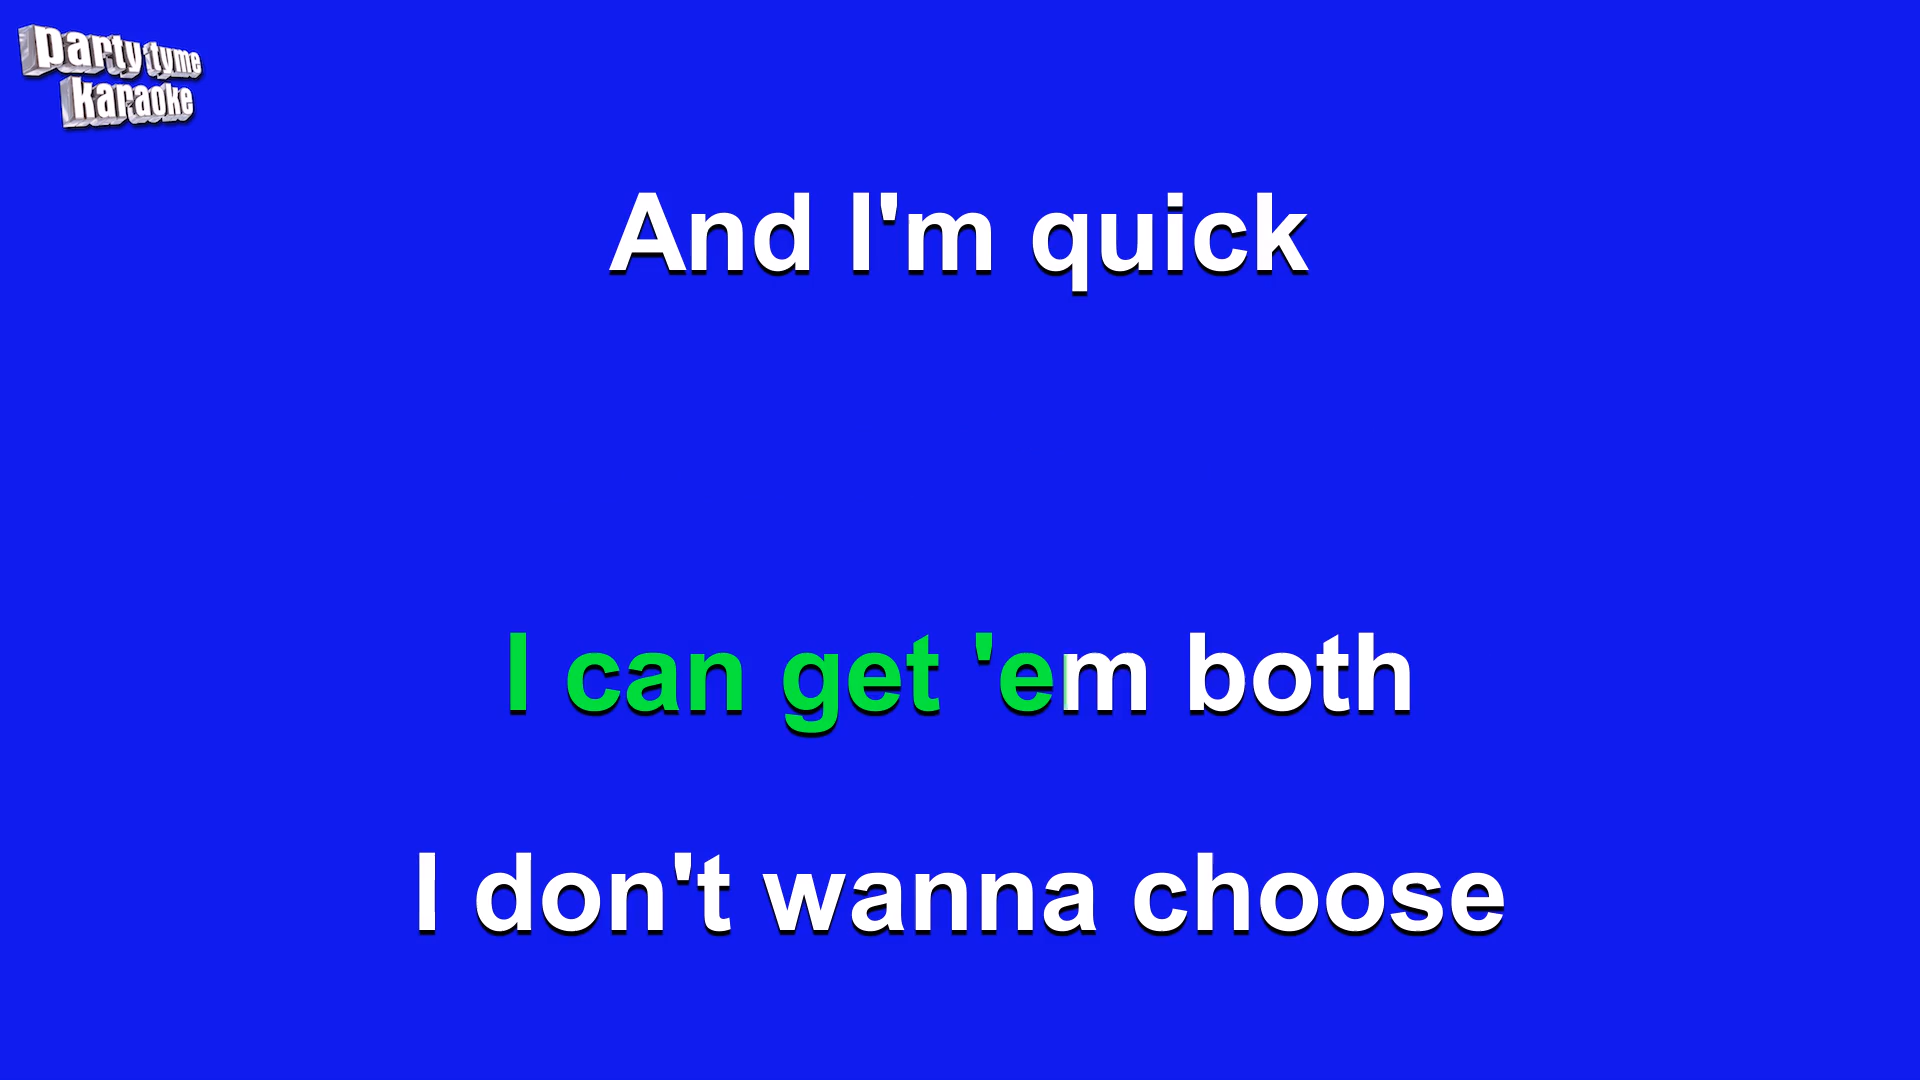 party tyme
karaoke
And I'm quick
I can get 'em both
I don't wanna choose